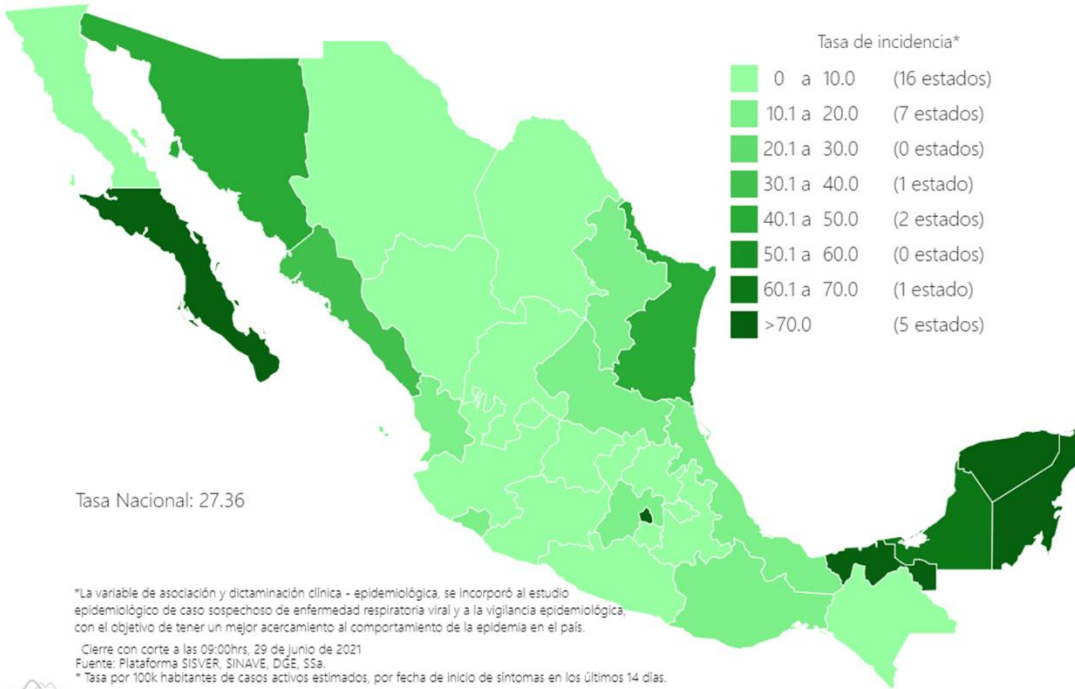 Tasa de incidencia*
0 a 10.0 (16 estados)
10.1 a 20.0 (7 estados)
20.1 a 30.0 (0 estados)
30.1 a 40.0 (1 estado)
40.1 a 50.0 (2 estados)
50.1 a 60.0 (0 estados)
60.1 a 70.0 (1 estado)
>70.0 (5 estados)
Tasa Nacional: 27.36
*La variable de asociación y dictaminación clínica - epidemiológica, se incorporó al estudio
epidemiológico de caso sospechoso de enfermedad respiratoria viral y a la vigilancia epidemiológica,
con el objetivo de tener un mejor acercamiento al comportamiento de la epidemia en el país.
Cierre con corte a las 09:00hrs, 29 de junio de 2021
Fuente: Plataforma SISVER, SINAVE, DGE, SSa.
* Tasa por 100k habitantes de casos activos estimados, por fecha de inicio de síntomas en los últimos 14 días.